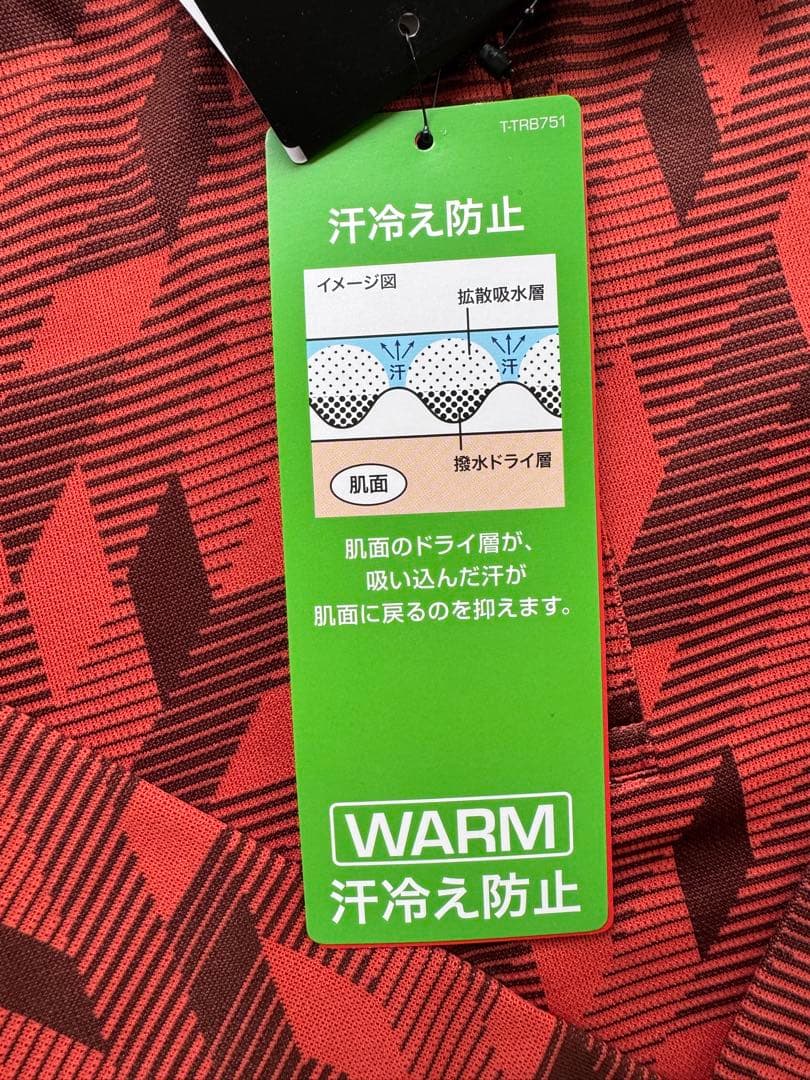 T-TRB751
汗冷え防止
イメージ図
拡散吸水層
汗
汗
撥水ドライ層
肌面
肌面のドライ層が、
吸い込んだ汗が
肌面に戻るのを抑えます。
WARM
汗冷え防止